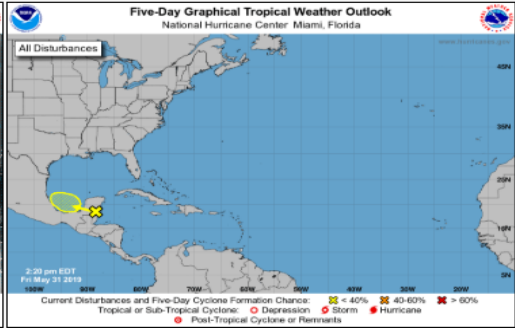 Five-Day Graphical Tropical Weather Outlook
National Hurricane Center Miami, Florida
All Disturbances
www.hurricanes.gov
45N
35N
25N
15N
5N
2:20 pm EDT
Fri May 31 2019
100W 90W 80W 70W 60W 50W 40W 30W 20W
Current Disturbances and Five-Day Cyclone Formation Chance: < 40% 40-60% > 60%
Tropical or Sub-Tropical Cyclone: Depression Storm Hurricane
Post-Tropical Cyclone or Remnants